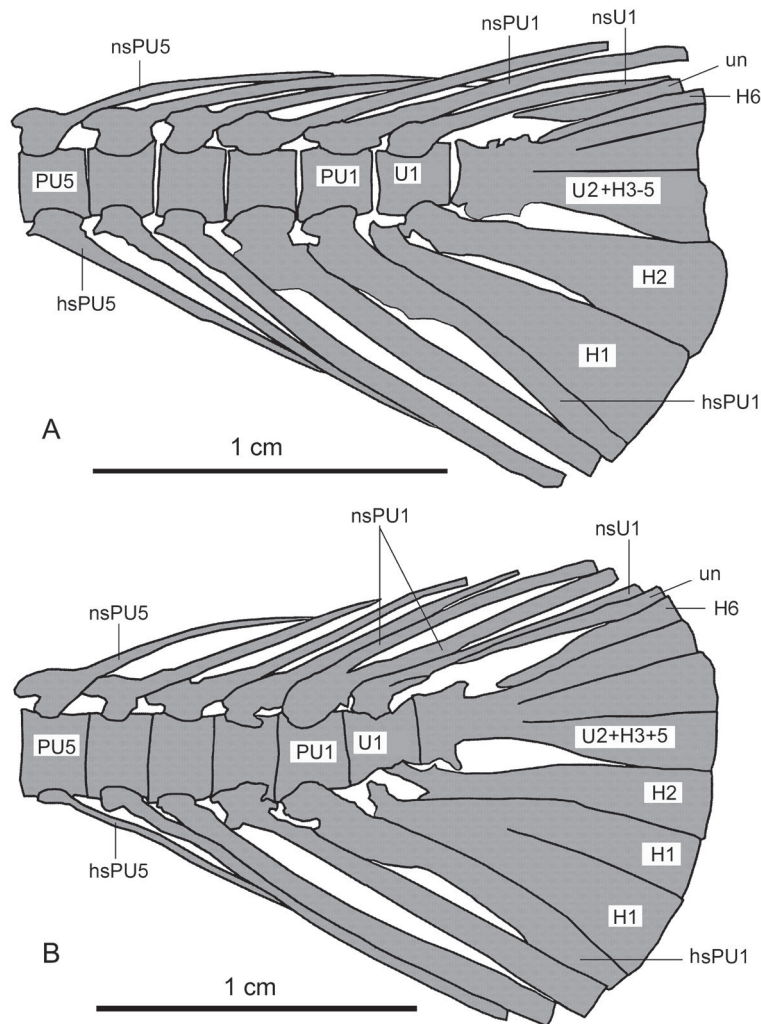 nsPU5
nsPU1
nsU1
un
H6
PU5
PU1
U1
U2+H3-5
H2
hsPU5
H1
hsPU1
A
1 cm
nsPU1
nsU1
un
nsPU5
H6
PU5
PU1
U1
U2+H3+5
H2
H1
hsPU5
H1
hsPU1
B
1 cm